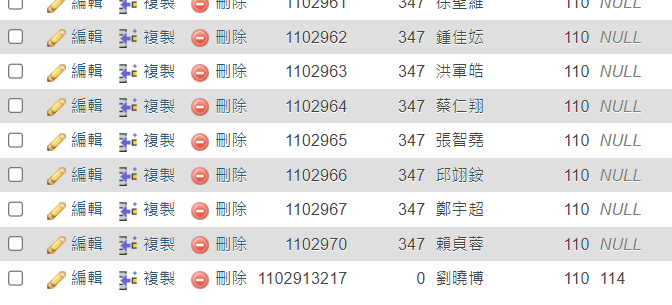 編輯 複製 刪除 1102961 347 徐聖維 110 NULL
編輯 複製 刪除 1102962 347 鍾佳妘 110 NULL
編輯 複製 刪除 1102963 347 洪軍皓 110 NULL
編輯 複製 刪除 1102964 347 蔡仁翔 110 NULL
編輯 複製 刪除 1102965 347 張智堯 110 NULL
編輯 複製 刪除 1102966 347 邱翊銨 110 NULL
編輯 複製 刪除 1102967 347 鄭宇超 110 NULL
編輯 複製 刪除 1102970 347 賴貞蓉 110 NULL
編輯 複製 刪除 1102913217 0 劉曉博 110 114